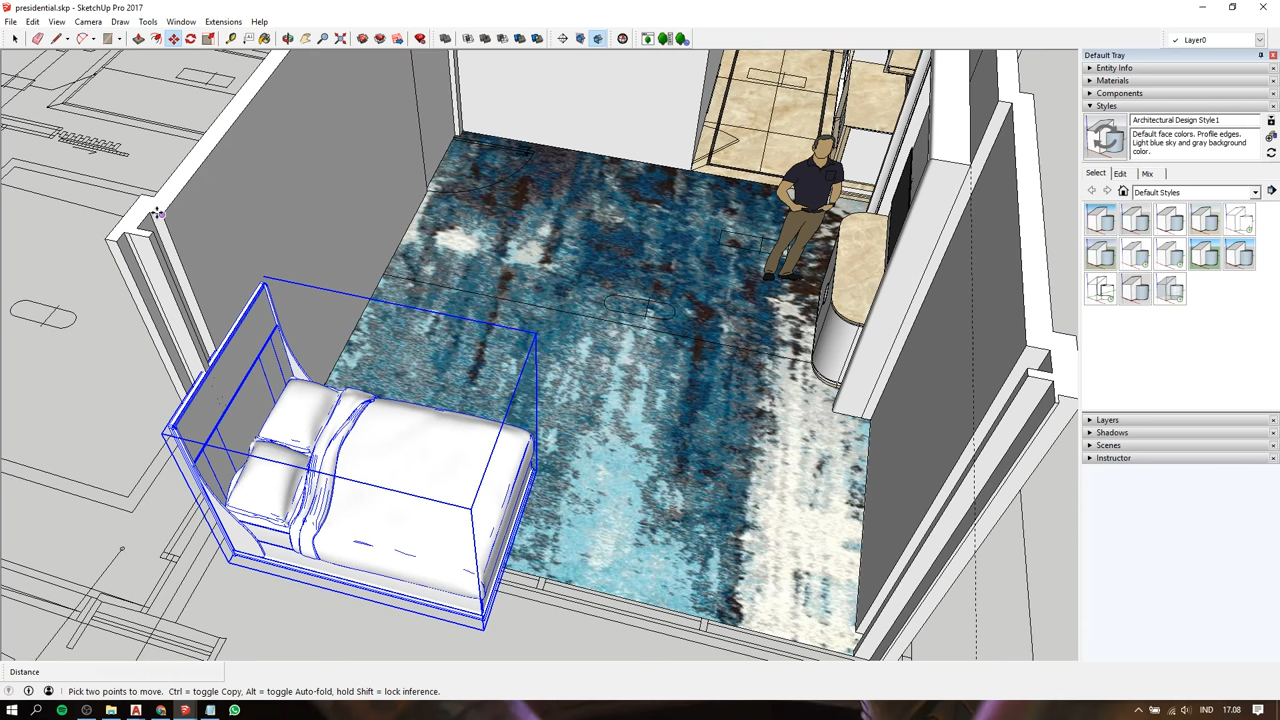 presidential.skp - SketchUp Pro 2017
File Edit View Camera Draw Tools Window Extensions Help
Layer0
Default Tray
Entity Info
Materials
Components
Styles
Architectural Design Style1
Default face colors. Profile edges.
Light blue sky and gray background
color.
Select Edit Mix
Default Styles
Layers
Shadows
Scenes
Instructor
Distance
Pick two points to move. Ctrl = toggle Copy, Alt = toggle Auto-fold, hold Shift = lock inference.
IND 17.08